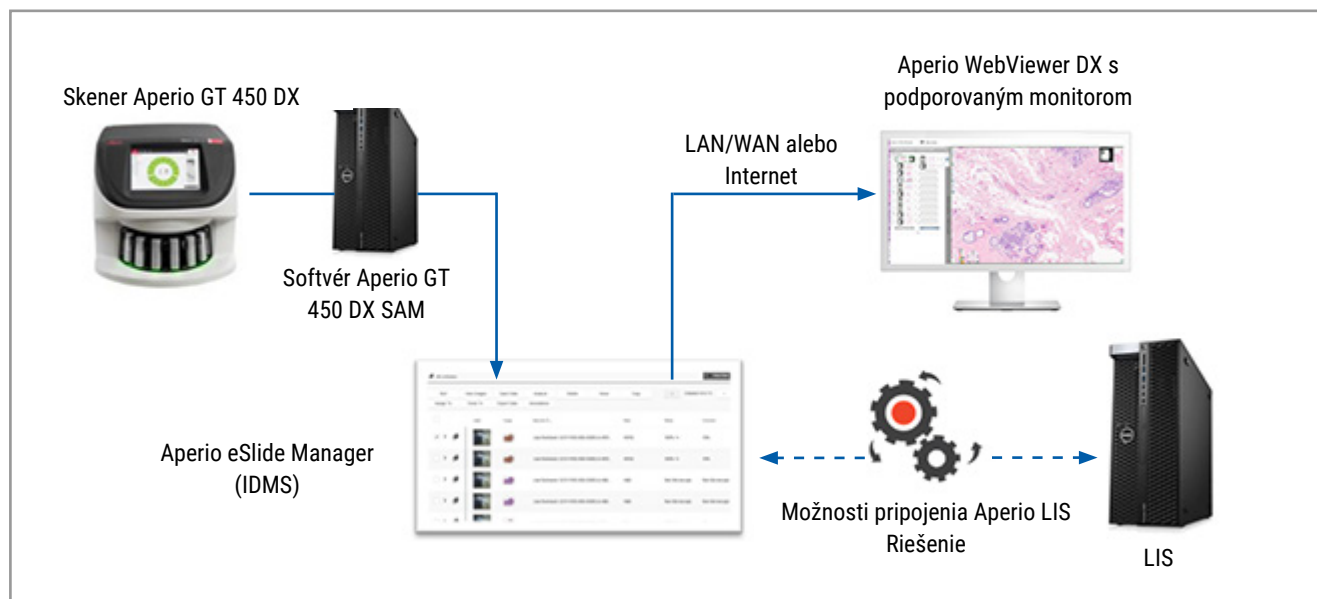 Skener Aperio GT 450 DX
Softvér Aperio GT
450 DX SAM
LAN/WAN alebo
Internet
Aperio WebViewer DX s
podporovaným monitorom
Aperio eSlide Manager
(IDMS)
Možnosti pripojenia Aperio LIS
Riešenie
LIS